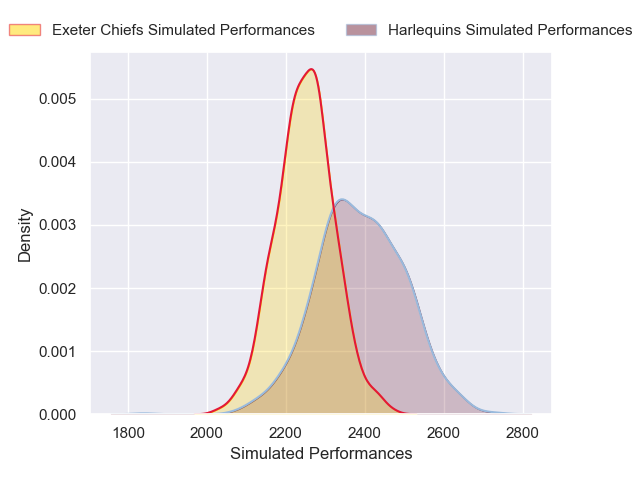 Exeter Chiefs Simulated Performances Harlequins Simulated Performances
0.005
0.004
0.003
0.002
0.001
0.000
Density
1800 2000 2200 2400 2600 2800
Simulated Performances